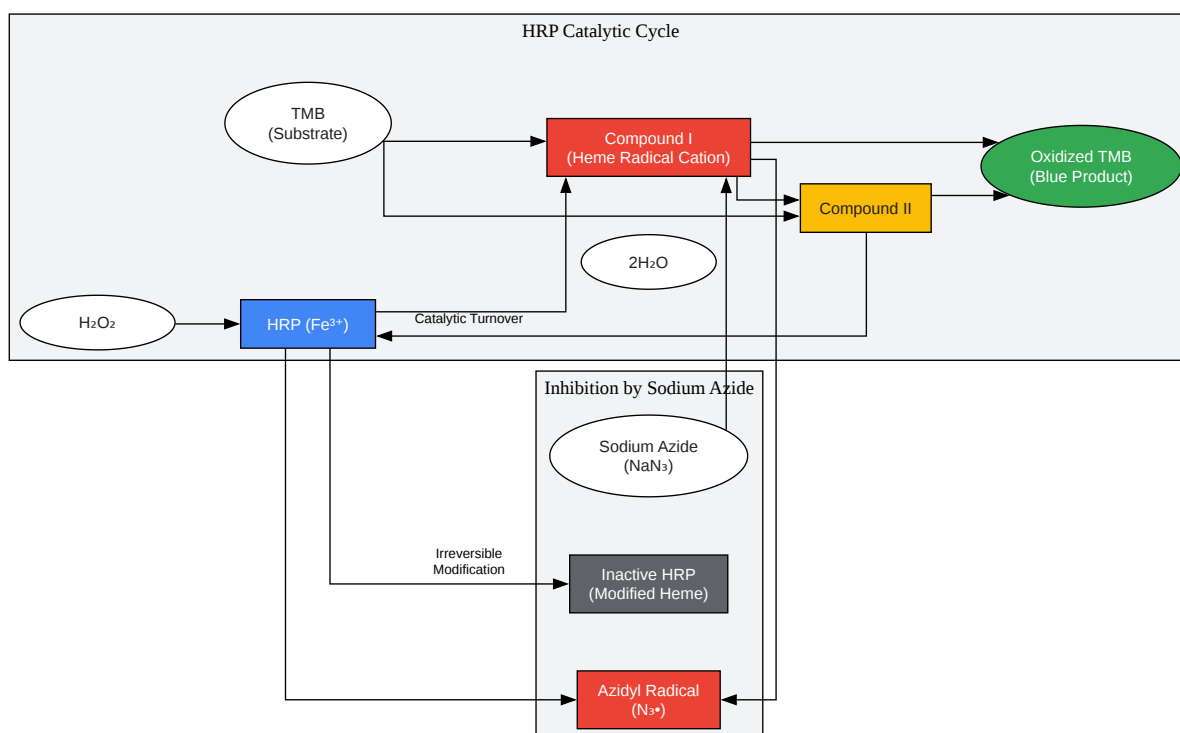 HRP Catalytic Cycle
TMB
(Substrate)
Compound I
(Heme Radical Cation)
Oxidized TMB
(Blue Product)
Compound II
2H₂O
H₂O₂
HRP (Fe³⁺)
Catalytic Turnover
Inhibition by Sodium Azide
Sodium Azide
(NaN₃)
Irreversible
Modification
Inactive HRP
(Modified Heme)
Azidyl Radical
(N₃•)